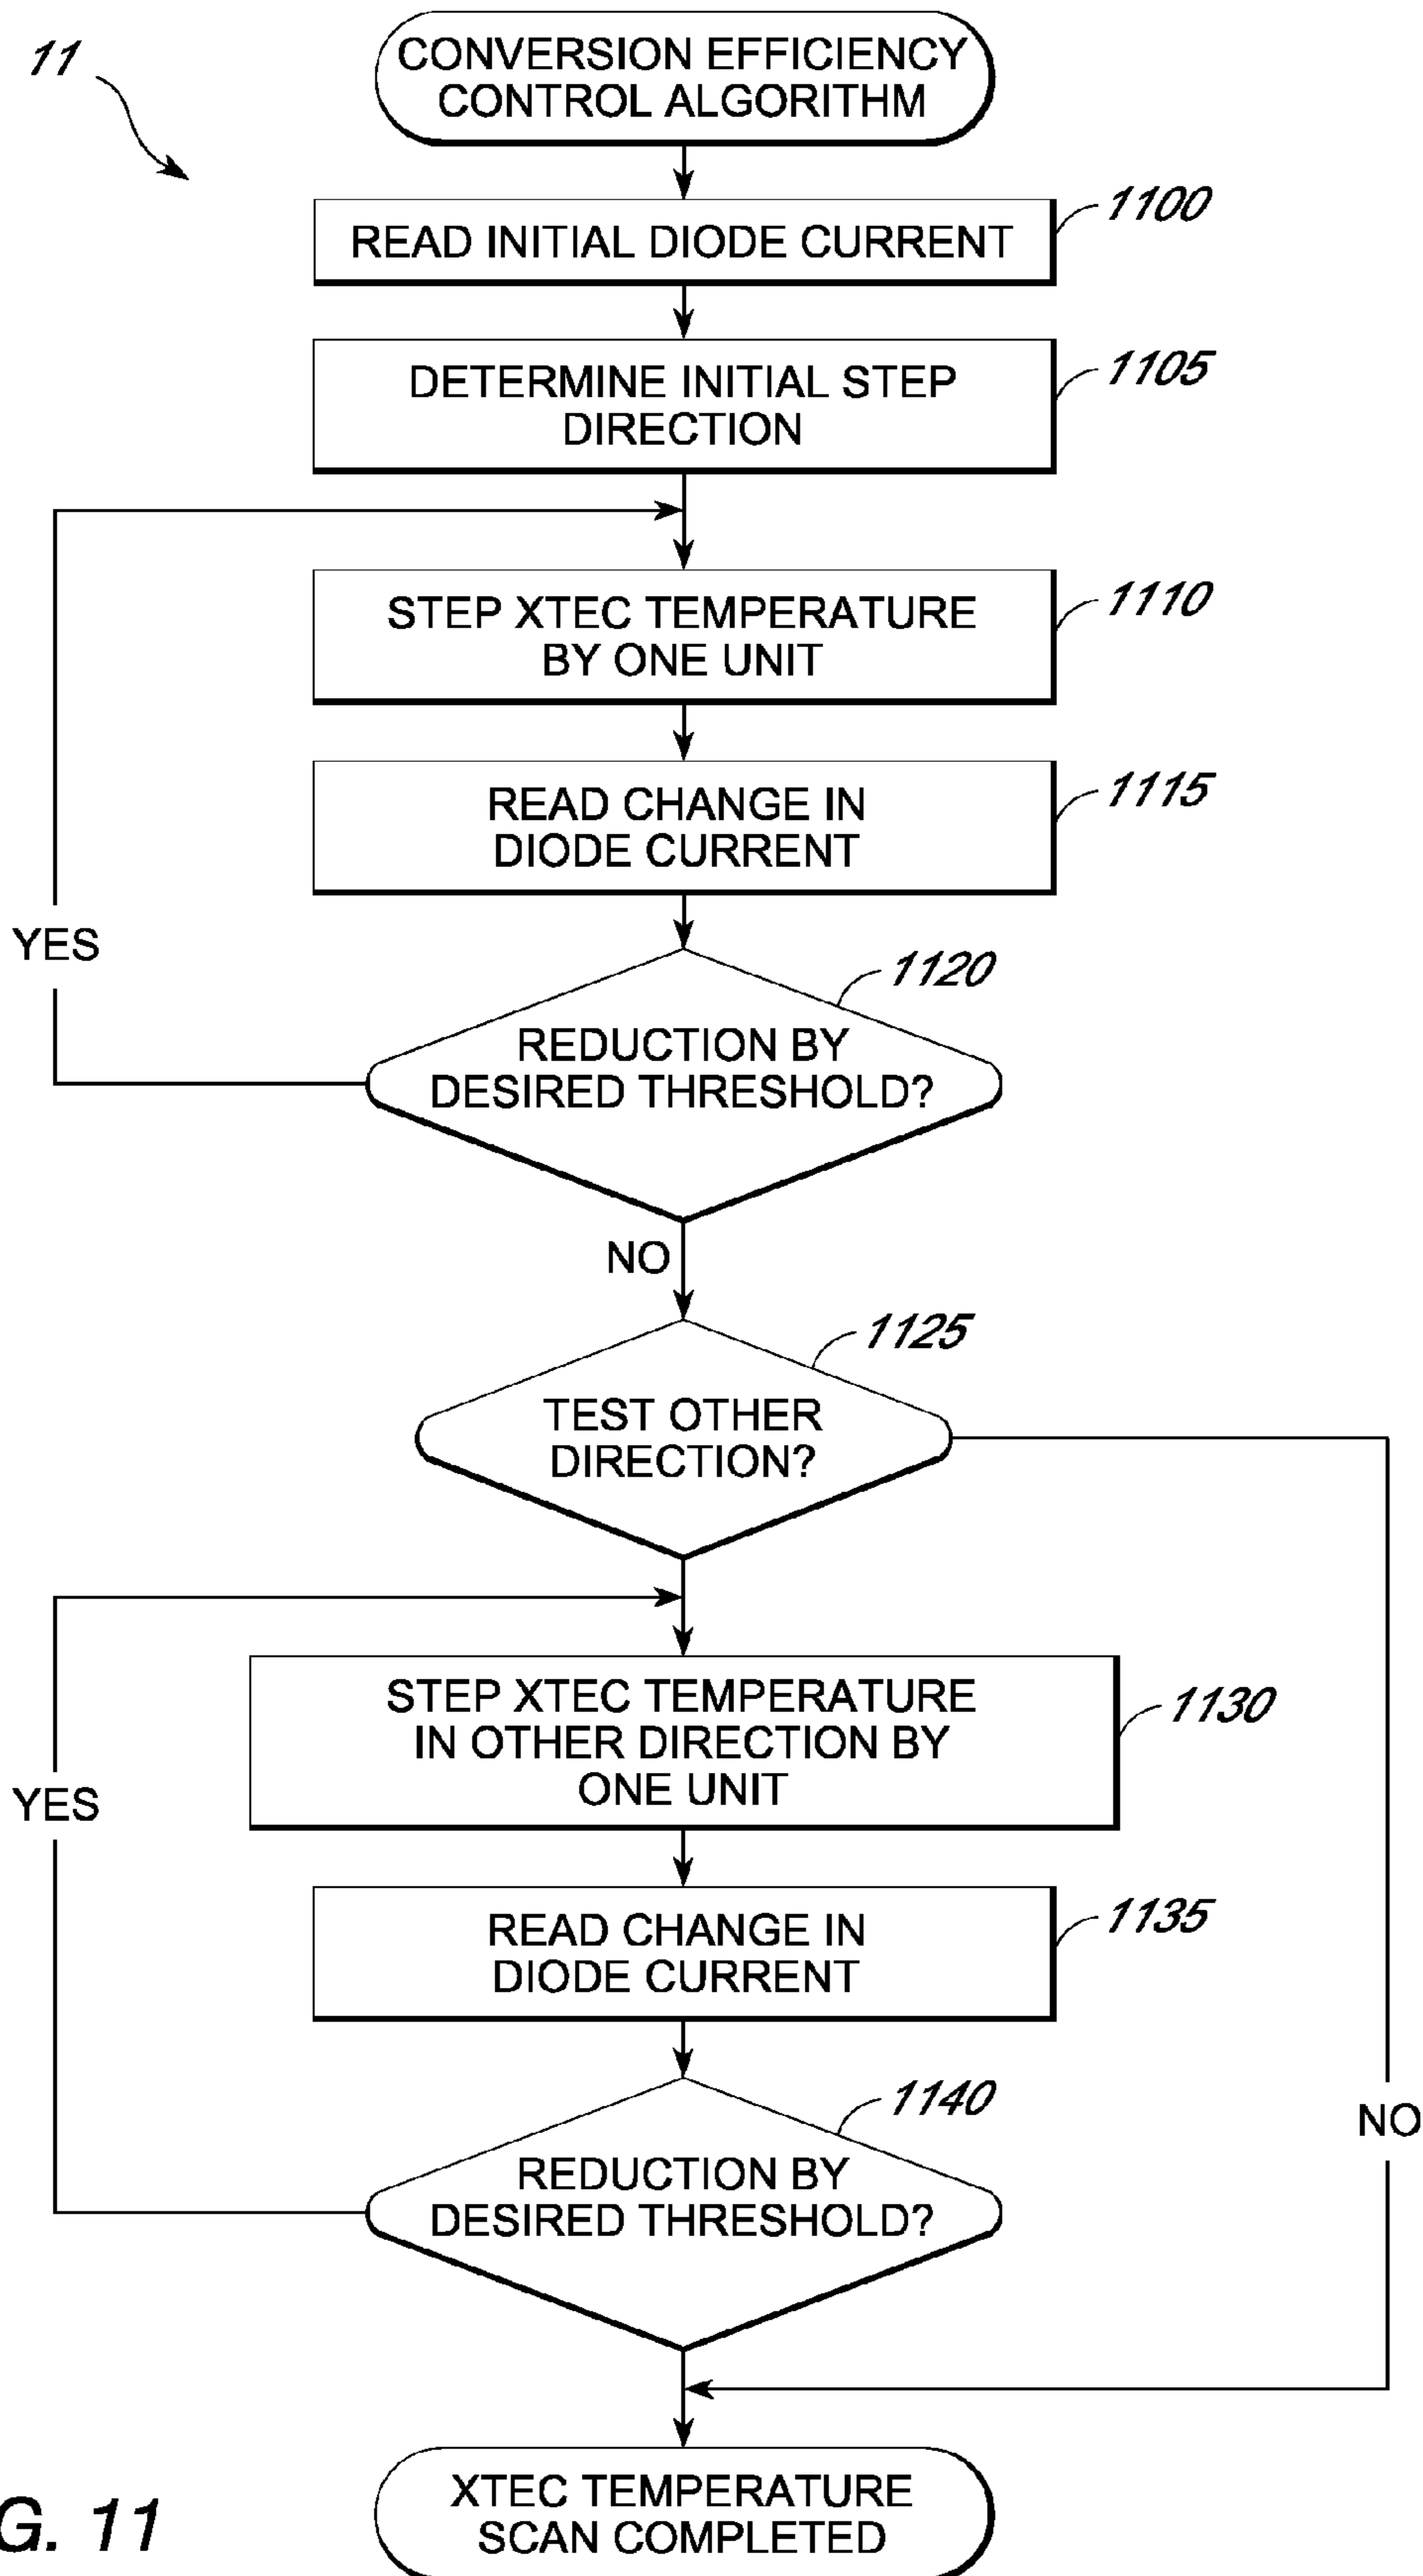 11
CONVERSION EFFICIENCY
CONTROL ALGORITHM
1100
READ INITIAL DIODE CURRENT
1105
DETERMINE INITIAL STEP
DIRECTION
1110
STEP XTEC TEMPERATURE
BY ONE UNIT
1115
READ CHANGE IN
DIODE CURRENT
YES
1120
REDUCTION BY
DESIRED THRESHOLD?
NO
1125
TEST OTHER
DIRECTION?
1130
STEP XTEC TEMPERATURE
IN OTHER DIRECTION BY
ONE UNIT
YES
1135
READ CHANGE IN
DIODE CURRENT
1140
NO
REDUCTION BY
DESIRED THRESHOLD?
XTEC TEMPERATURE
SCAN COMPLETED
G. 11